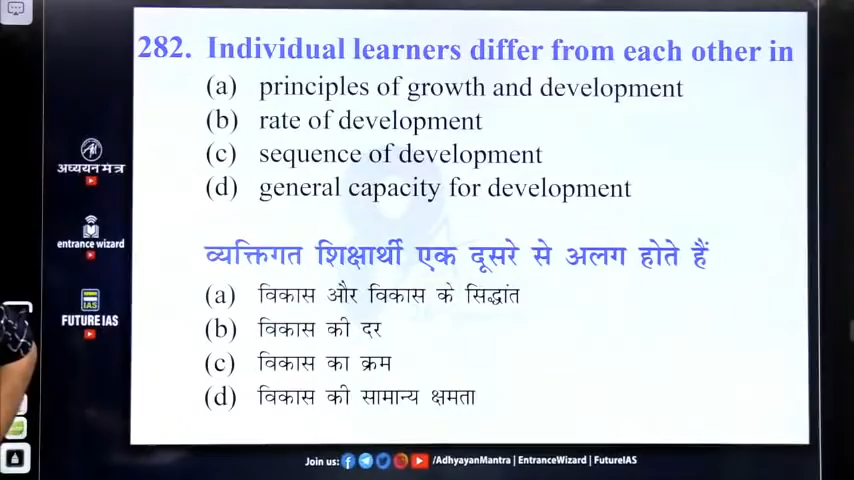 282. Individual learners differ from each other in
(a) principles of growth and development
(b) rate of development
(c) sequence of development
(d) general capacity for development
व्यक्तिगत शिक्षार्थी एक दूसरे से अलग होते हैं
(a) विकास और विकास के सिद्धांत
(b) विकास की दर
(c) विकास का क्रम
(d) विकास की सामान्य क्षमता
अध्ययन मंत्र
entrance wizard
IAS
FUTURE IAS
Join us: /AdhyayanMantra | EntranceWizard | FutureIAS